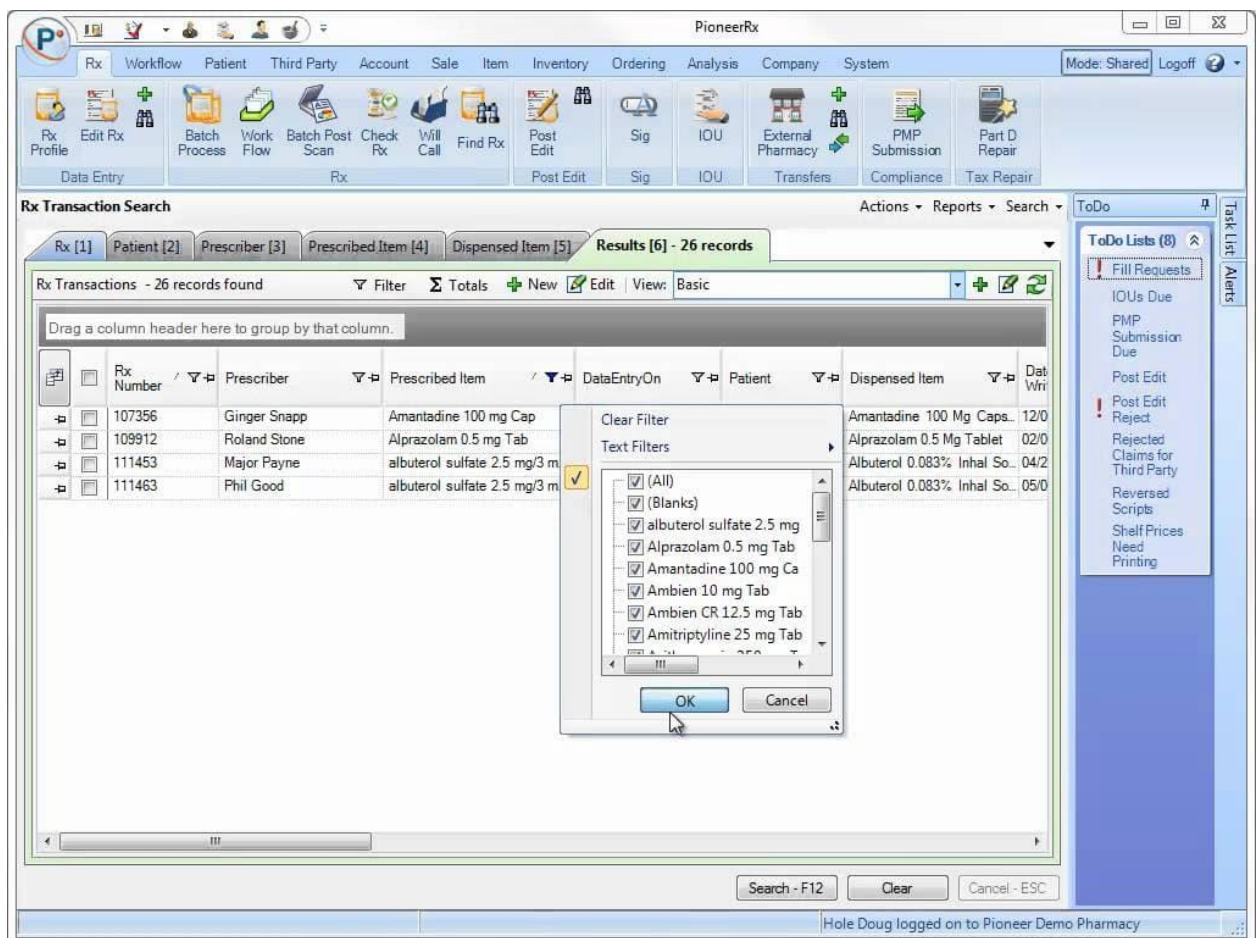 PioneerRx
Rx Workflow Patient Third Party Account Sale Item Inventory Ordering Analysis Company System Mode: Shared Logoff
Rx Profile
Edit Rx
Batch Process
Work Flow
Batch Post Scan
Check Rx
Will Call
Find Rx
Post Edit
Sig
IOU
External Pharmacy
PMP Submission
Part D Repair
Data Entry Rx Post Edit Sig IOU Transfers Compliance Tax Repair
Rx Transaction Search Actions Reports Search
Rx [1] Patient [2] Prescriber [3] Prescribed Item [4] Dispensed Item [5] Results [6] - 26 records
Rx Transactions - 26 records found Filter Σ Totals New Edit View: Basic
Drag a column header here to group by that column.
Rx Number Prescriber Prescribed Item DataEntryOn Patient Dispensed Item Dat Wri
107356 Ginger Snapp Amantadine 100 mg Cap Amantadine 100 Mg Caps... 12/0
109912 Roland Stone Alprazolam 0.5 mg Tab Alprazolam 0.5 Mg Tablet 02/0
111453 Major Payne albuterol sulfate 2.5 mg/3 m Albuterol 0.083% Inhal So... 04/2
111463 Phil Good albuterol sulfate 2.5 mg/3 m Albuterol 0.083% Inhal So... 05/0
Clear Filter
Text Filters
(All)
(Blanks)
albuterol sulfate 2.5 mg
Alprazolam 0.5 mg Tab
Amantadine 100 mg Ca
Ambien 10 mg Tab
Ambien CR 12.5 mg Tab
Amitriptyline 25 mg Tab
OK Cancel
ToDo
ToDo Lists (8)
Fill Requests
IOUs Due
PMP
Submission
Due
Post Edit
Post Edit
Reject
Rejected
Claims for
Third Party
Reversed
Scripts
Shelf Prices
Need
Printing
Task List
Alerts
Search - F12 Clear Cancel - ESC
Hole Doug logged on to Pioneer Demo Pharmacy